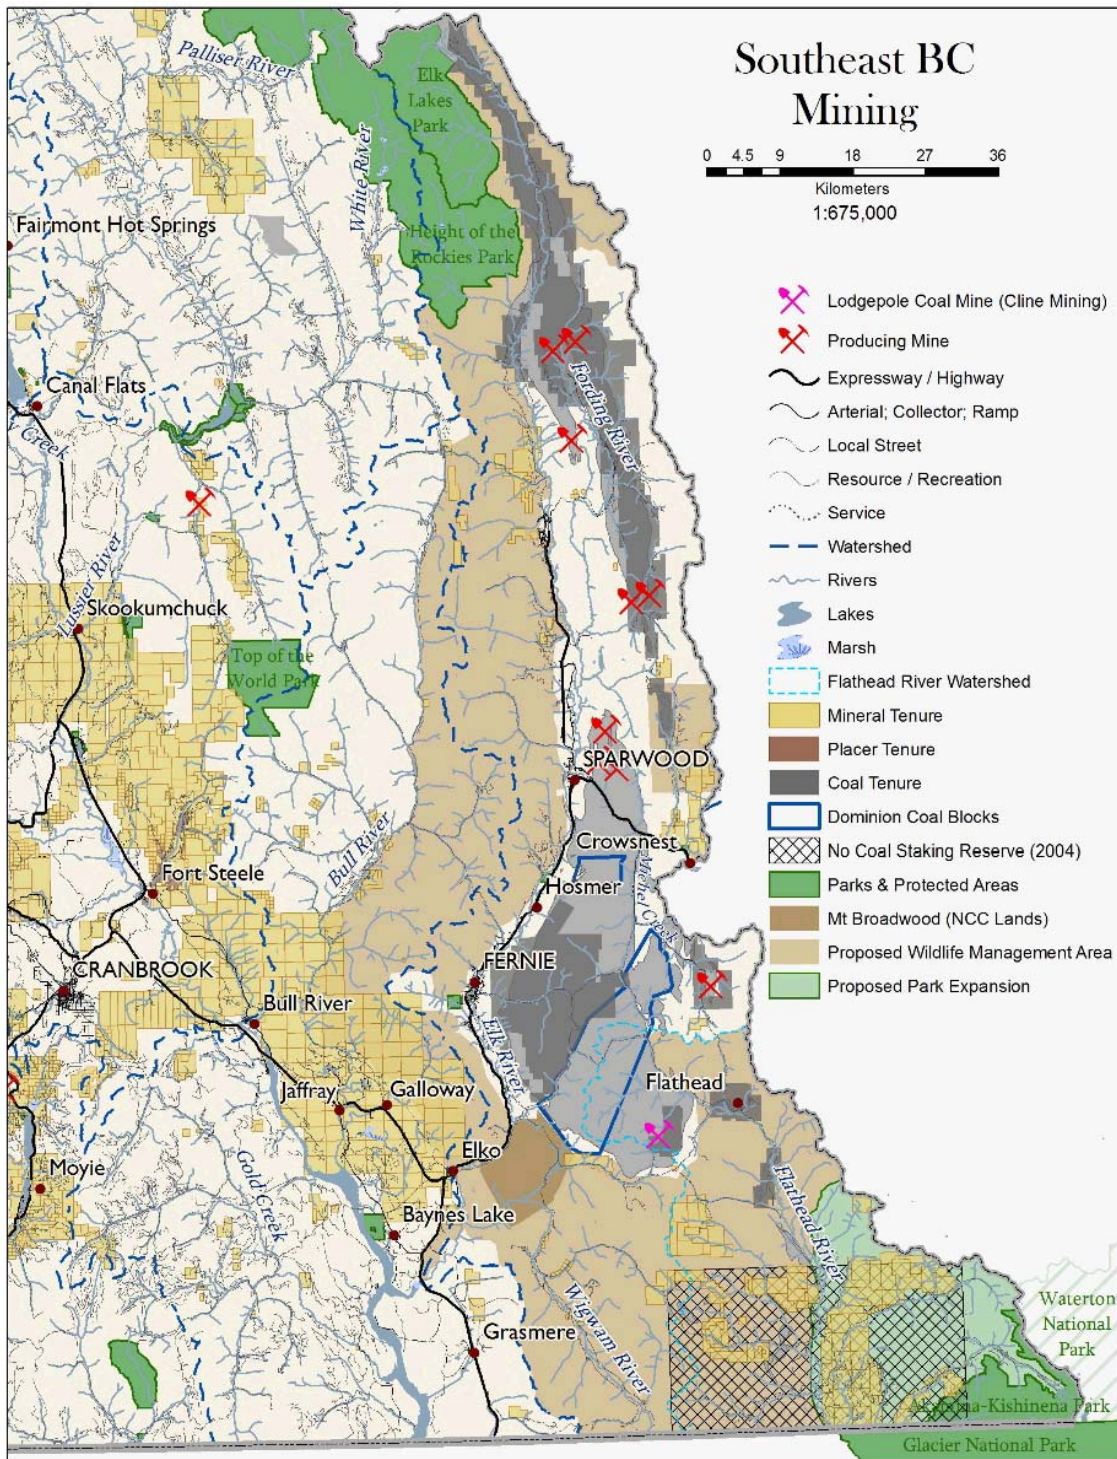 Southeast BC
Mining
0 4.5 9 18 27 36
Kilometers
1:675,000
Lodgepole Coal Mine (Cline Mining)
Producing Mine
Expressway / Highway
Arterial; Collector; Ramp
Local Street
Resource / Recreation
Service
Watershed
Rivers
Lakes
Marsh
Flathead River Watershed
Mineral Tenure
Placer Tenure
Coal Tenure
Dominion Coal Blocks
No Coal Staking Reserve (2004)
Parks & Protected Areas
Mt Broadwood (NCC Lands)
Proposed Wildlife Management Area
Proposed Park Expansion
Palliser River
Elk
Lakes
Park
White River
Fairmont Hot Springs
Height of the
Rockies Park
Fording River
Canal Flats
Creek
Lussier River
Skookumchuck
Top of the
World Park
SPARWOOD
Bull River
Crowsnest
Michel Creek
Fort Steele
Hosmer
CRANBROOK
FERNIE
Bull River
Elk River
Flathead
Jaffray
Galloway
Elko
Moyie
Gold Creek
Baynes Lake
Flathead River
Wigwam River
Grasmere
Waterton
National
Park
Akamina-Kishinena Park
Glacier National Park